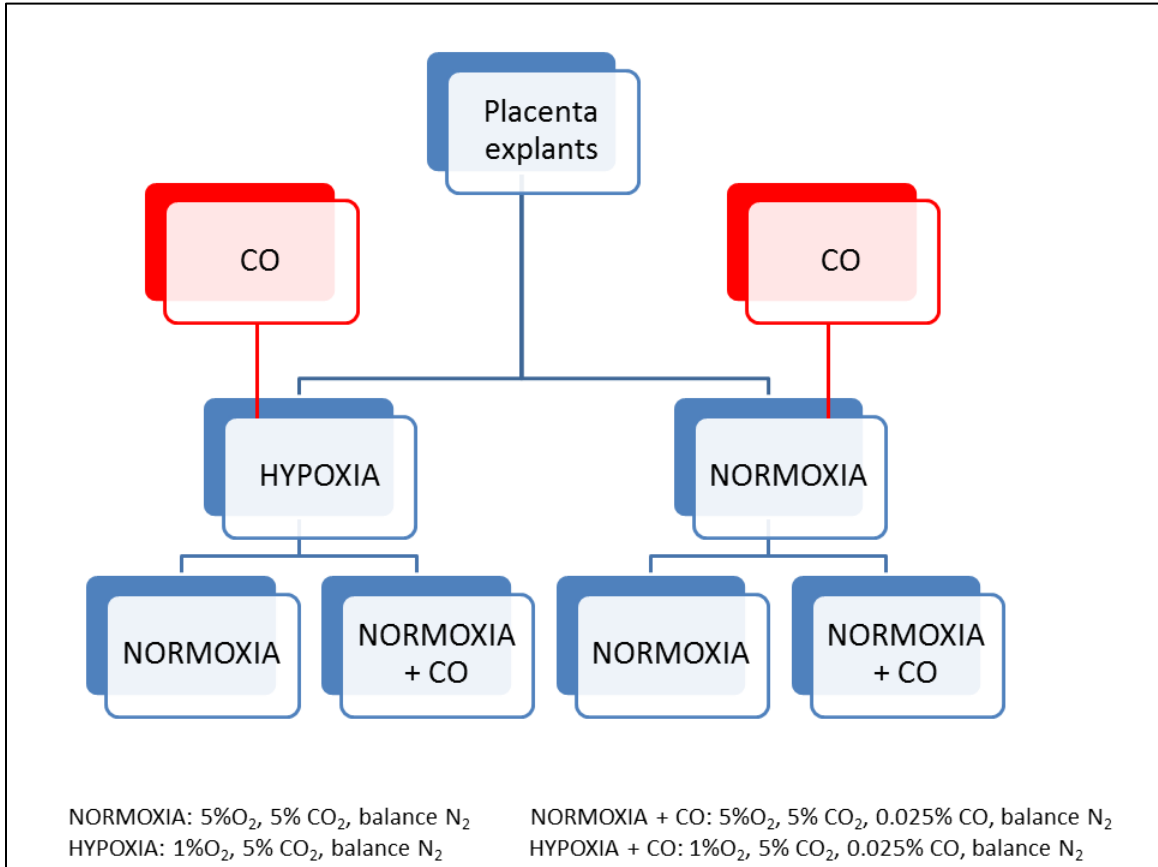 Placenta
explants
CO
CO
HYPOXIA
NORMOXIA
NORMOXIA
NORMOXIA
+ CO
NORMOXIA
NORMOXIA
+ CO
NORMOXIA: 5%O₂, 5% CO₂, balance N₂
NORMOXIA + CO: 5%O₂, 5% CO₂, 0.025% CO, balance N₂
HYPOXIA: 1%O₂, 5% CO₂, balance N₂
HYPOXIA + CO: 1%O₂, 5% CO₂, 0.025% CO, balance N₂